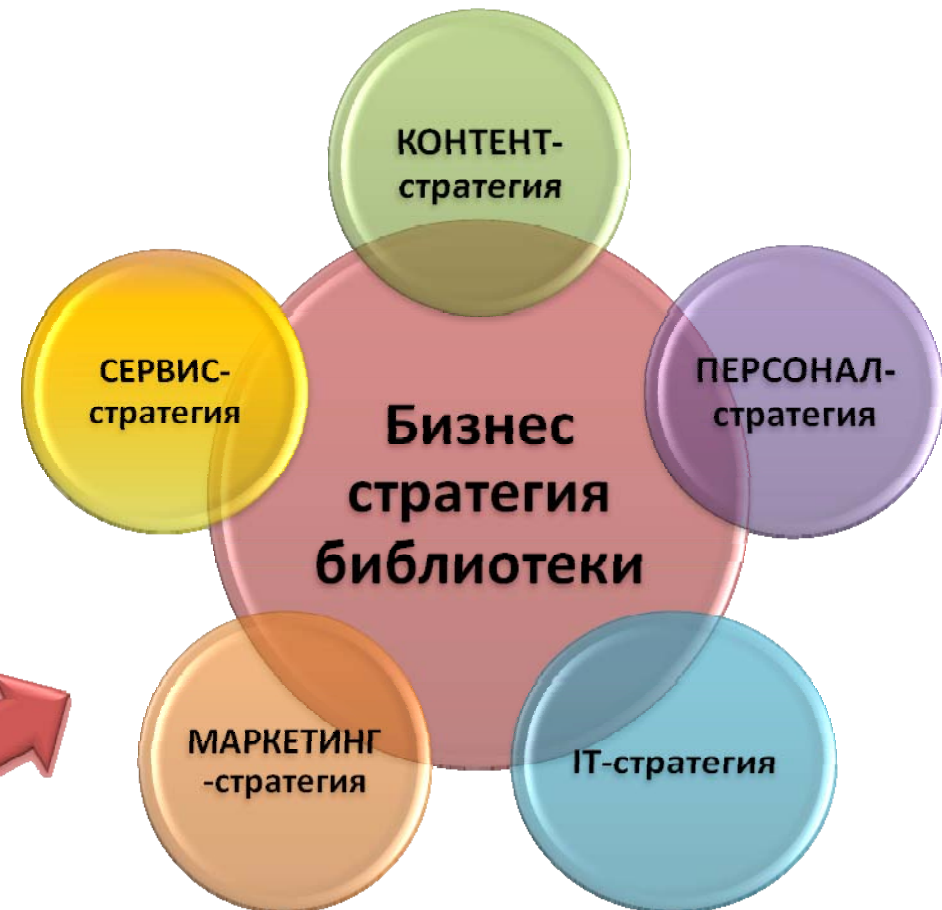 КОНТЕНТ-
стратегия
СЕРВИС-
стратегия
ПЕРСОНАЛ-
стратегия
Бизнес
стратегия
библиотеки
МАРКЕТИНГ
-стратегия
IT-стратегия